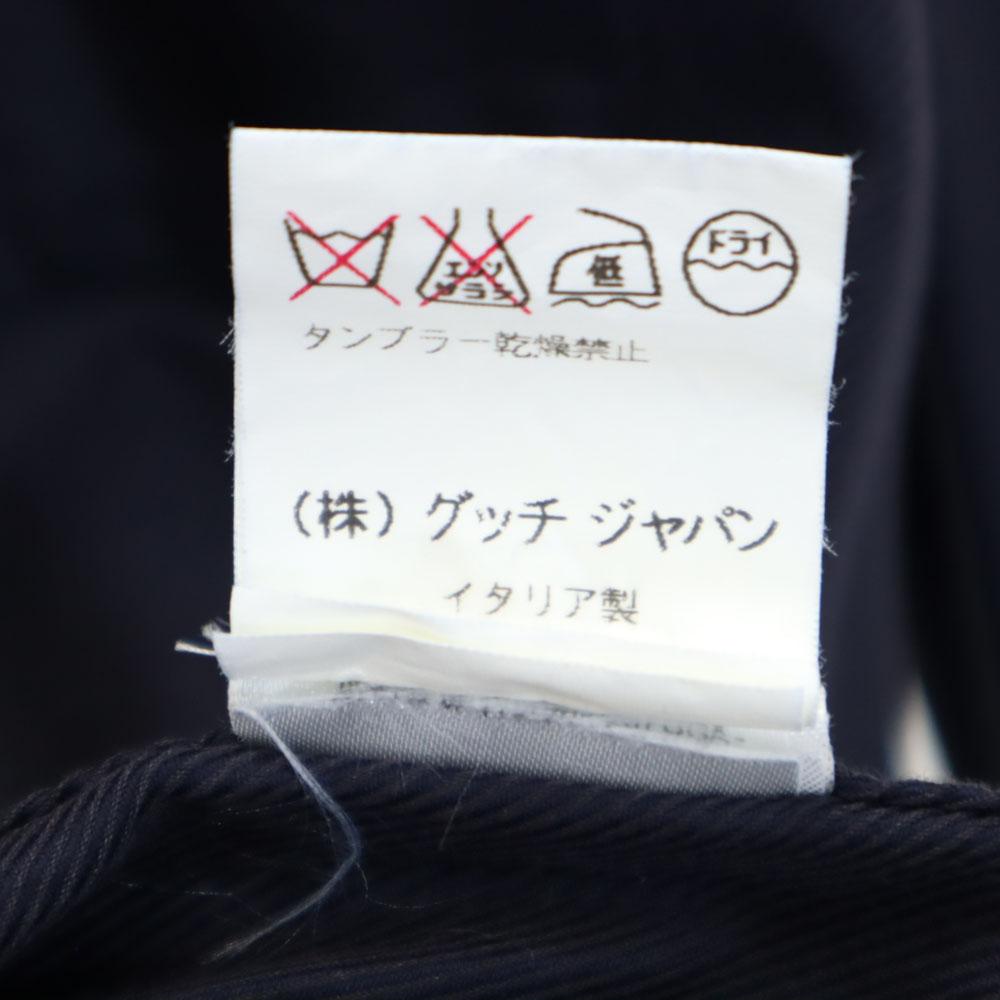 エンソ サラシ 低 ドライ
タンブラー乾燥禁止
(株) グッチ ジャパン
イタリア製